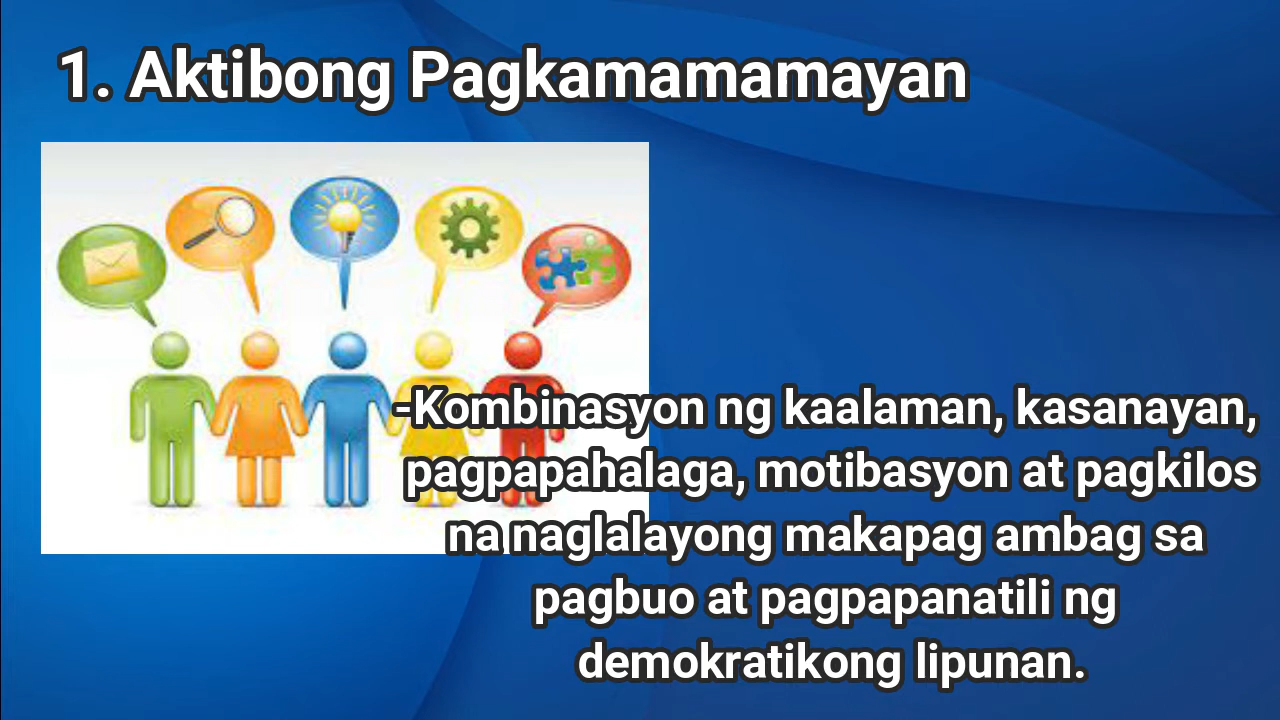 1. Aktibong Pagkamamamayan
-Kombinasyon ng kaalaman, kasanayan,
pagpapahalaga, motibasyon at pagkilos
na naglalayong makapag ambag sa
pagbuo at pagpapanatili ng
demokratikong lipunan.